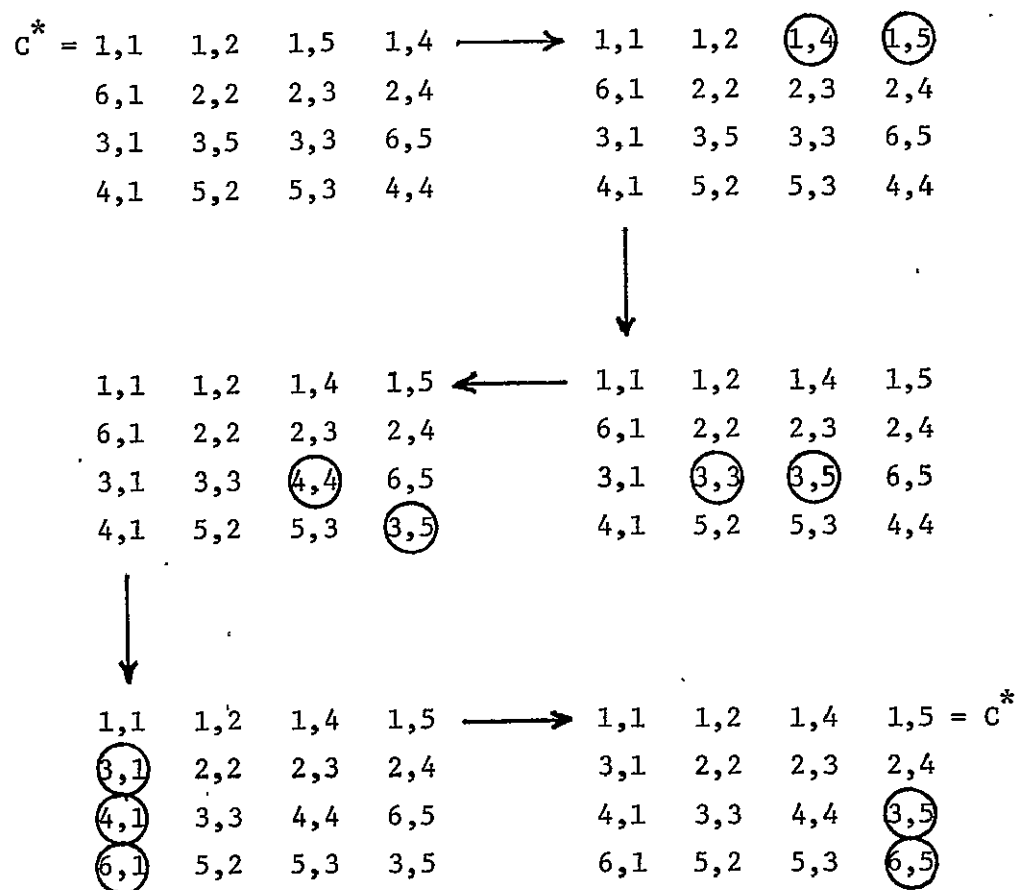 C* = 1,1 1,2 1,5 1,4 ⟶ 1,1 1,2 1,4 1,5
6,1 2,2 2,3 2,4 6,1 2,2 2,3 2,4
3,1 3,5 3,3 6,5 3,1 3,5 3,3 6,5
4,1 5,2 5,3 4,4 4,1 5,2 5,3 4,4
1,1 1,2 1,4 1,5 ⟵ 1,1 1,2 1,4 1,5
6,1 2,2 2,3 2,4 6,1 2,2 2,3 2,4
3,1 3,3 4,4 6,5 3,1 3,3 3,5 6,5
4,1 5,2 5,3 3,5 4,1 5,2 5,3 4,4
1,1 1,2 1,4 1,5 ⟶ 1,1 1,2 1,4 1,5 = C*
3,1 2,2 2,3 2,4 3,1 2,2 2,3 2,4
4,1 3,3 4,4 6,5 4,1 3,3 4,4 3,5
6,1 5,2 5,3 3,5 6,1 5,2 5,3 6,5